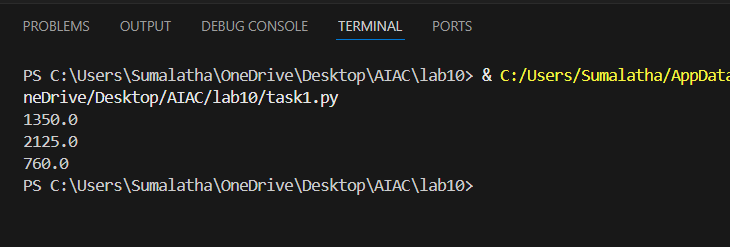 PROBLEMS OUTPUT DEBUG CONSOLE TERMINAL PORTS
PS C:\Users\Sumalatha\OneDrive\Desktop\AIAC\lab10> & C:/Users/Sumalatha/AppData
neDrive/Desktop/AIAC/lab10/task1.py
1350.0
2125.0
760.0
PS C:\Users\Sumalatha\OneDrive\Desktop\AIAC\lab10>